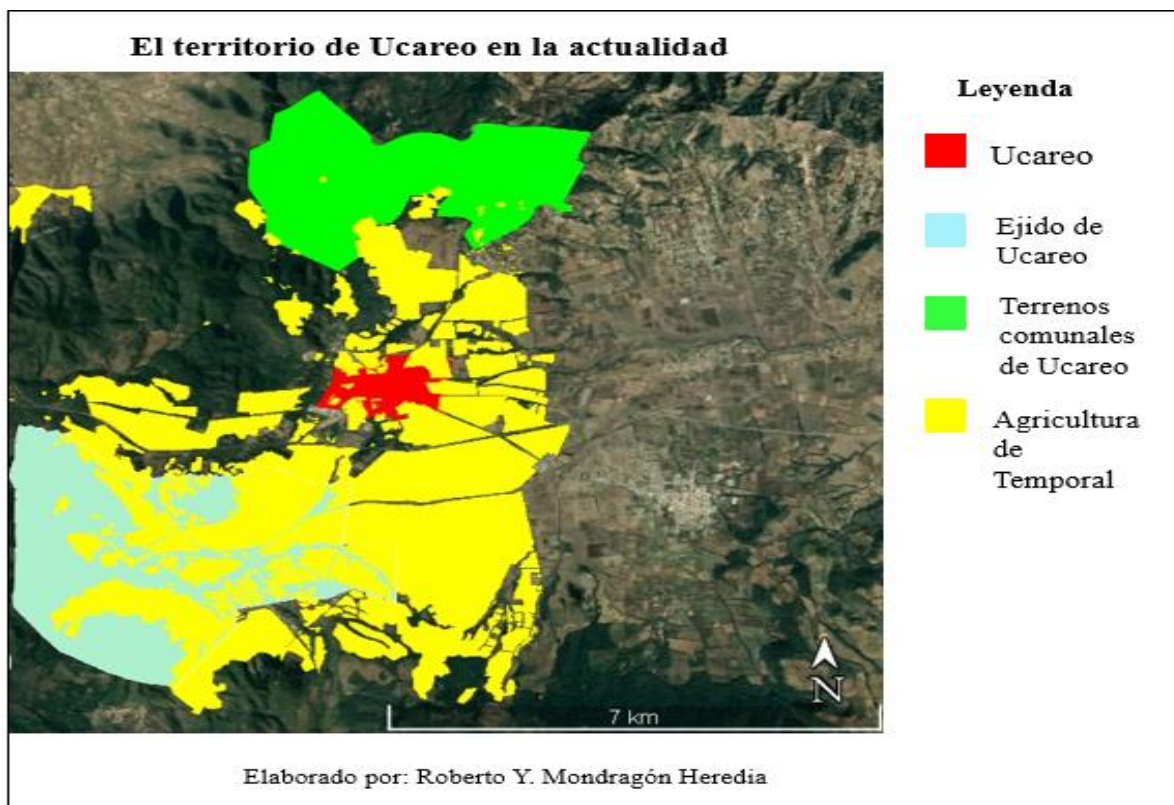 El territorio de Ucareo en la actualidad
Leyenda
Ucareo
Ejido de
Ucareo
Terrenos
comunales
de Ucareo
Agricultura
de
Temporal
N
7 km
Elaborado por: Roberto Y. Mondragón Heredia